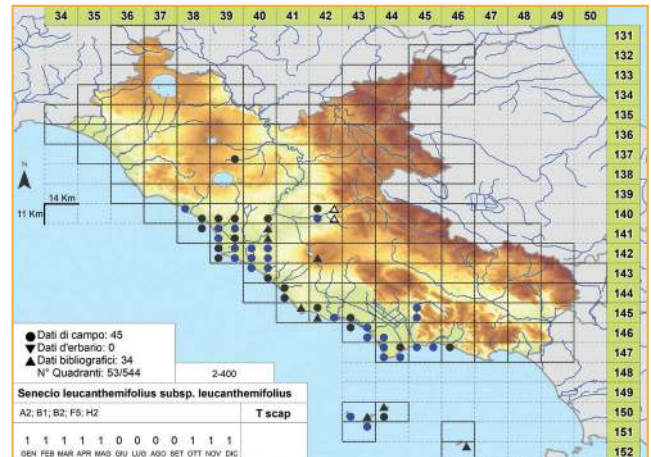 34 35 36 37 38 39 40 41 42 43 44 45 46 47 48 49 50
131
132
133
134
135
136
137
138
N
139
14 Km
140
11 Km
141
142
143
144
145
● Dati di campo: 45
146
▼ Dati d'erbario: 0
▲ Dati bibliografici: 34
147
N° Quadranti: 53/544
2-400
148
149
Senecio leucanthemifolius subsp. leucanthemifolius
A2; B1; B2; F5; H2 T scap
150
151
1 1 1 1 1 0 0 0 0 1 1 1
GEN FEB MAR APR MAG GIU LUG AGO SET OTT NOV DIC
152